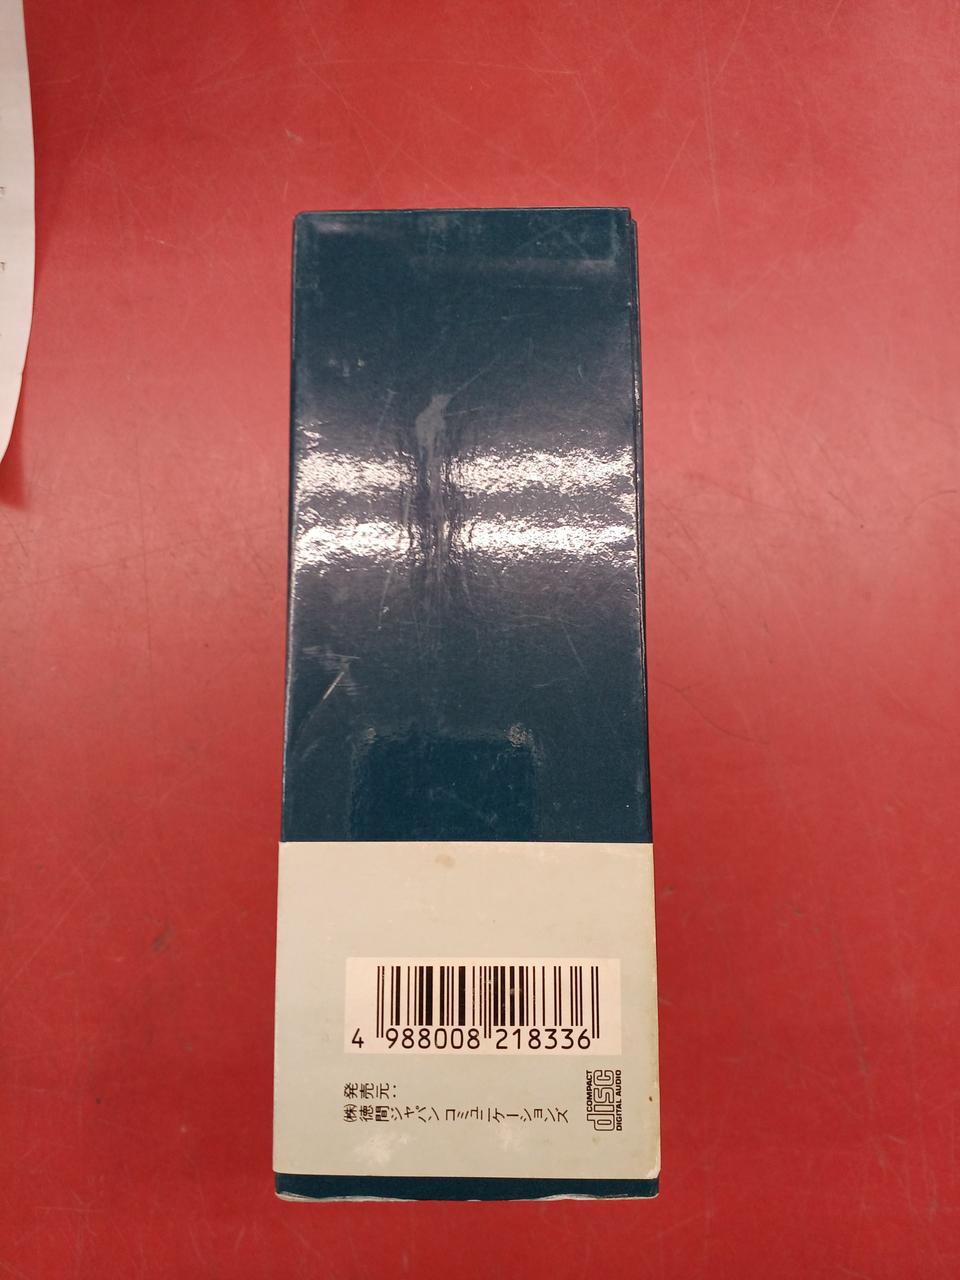 4 988008 218336
発売元:
㈱徳間ジャパンコミュニケーションズ
COMPACT
disc
DIGITAL AUDIO